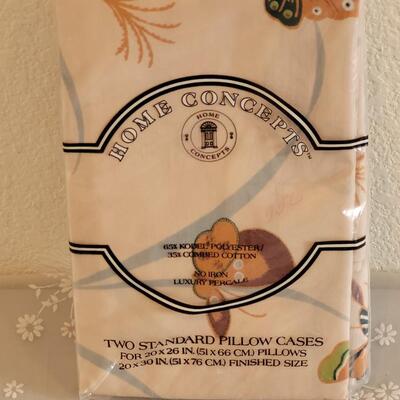 HOME CONCEPTS™
HOME
CONCEPTS
65% KODEL POLYESTER/
35% COMBED COTTON
NO IRON
LUXURY PERCALE
TWO STANDARD PILLOW CASES
FOR 20 x 26 IN. (51 x 66 CM) PILLOWS
20 x 30 IN. (51 x 76 CM) FINISHED SIZE